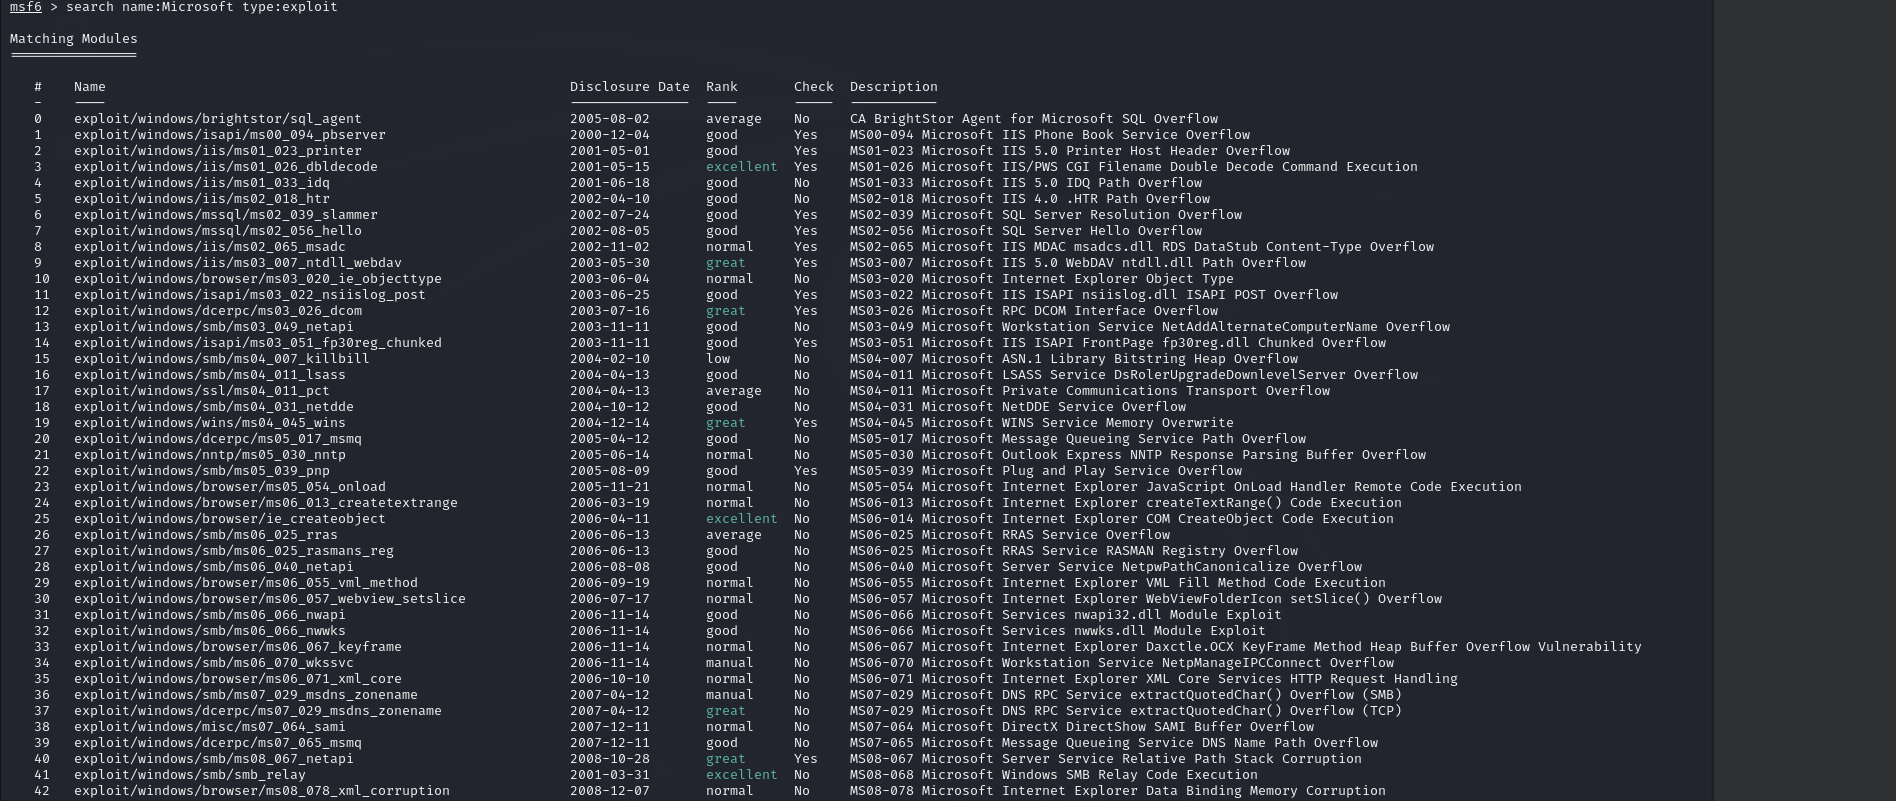 msf6 > search name:Microsoft type:exploit
Matching Modules
================
# Name Disclosure Date Rank Check Description
- ---- --------------- ---- ----- -----------
0 exploit/windows/brightstor/sql_agent 2005-08-02 average No CA BrightStor Agent for Microsoft SQL Overflow
1 exploit/windows/isapi/ms00_094_pbserver 2000-12-04 good Yes MS00-094 Microsoft IIS Phone Book Service Overflow
2 exploit/windows/iis/ms01_023_printer 2001-05-01 good Yes MS01-023 Microsoft IIS 5.0 Printer Host Header Overflow
3 exploit/windows/iis/ms01_026_dbldecode 2001-05-15 excellent Yes MS01-026 Microsoft IIS/PWS CGI Filename Double Decode Command Execution
4 exploit/windows/iis/ms01_033_idq 2001-06-18 good No MS01-033 Microsoft IIS 5.0 IDQ Path Overflow
5 exploit/windows/iis/ms02_018_htr 2002-04-10 good No MS02-018 Microsoft IIS 4.0 .HTR Path Overflow
6 exploit/windows/mssql/ms02_039_slammer 2002-07-24 good Yes MS02-039 Microsoft SQL Server Resolution Overflow
7 exploit/windows/mssql/ms02_056_hello 2002-08-05 good Yes MS02-056 Microsoft SQL Server Hello Overflow
8 exploit/windows/iis/ms02_065_msadc 2002-11-02 normal Yes MS02-065 Microsoft IIS MDAC msadcs.dll RDS DataStub Content-Type Overflow
9 exploit/windows/iis/ms03_007_ntdll_webdav 2003-05-30 great Yes MS03-007 Microsoft IIS 5.0 WebDAV ntdll.dll Path Overflow
10 exploit/windows/browser/ms03_020_ie_objecttype 2003-06-04 normal No MS03-020 Microsoft Internet Explorer Object Type
11 exploit/windows/isapi/ms03_022_nsiislog_post 2003-06-25 good Yes MS03-022 Microsoft IIS ISAPI nsiislog.dll ISAPI POST Overflow
12 exploit/windows/dcerpc/ms03_026_dcom 2003-07-16 great Yes MS03-026 Microsoft RPC DCOM Interface Overflow
13 exploit/windows/smb/ms03_049_netapi 2003-11-11 good No MS03-049 Microsoft Workstation Service NetAddAlternateComputerName Overflow
14 exploit/windows/isapi/ms03_051_fp30reg_chunked 2003-11-11 good Yes MS03-051 Microsoft IIS ISAPI FrontPage fp30reg.dll Chunked Overflow
15 exploit/windows/smb/ms04_007_killbill 2004-02-10 low No MS04-007 Microsoft ASN.1 Library Bitstring Heap Overflow
16 exploit/windows/smb/ms04_011_lsass 2004-04-13 good No MS04-011 Microsoft LSASS Service DsRolerUpgradeDownlevelServer Overflow
17 exploit/windows/ssl/ms04_011_pct 2004-04-13 average No MS04-011 Microsoft Private Communications Transport Overflow
18 exploit/windows/smb/ms04_031_netdde 2004-10-12 good No MS04-031 Microsoft NetDDE Service Overflow
19 exploit/windows/wins/ms04_045_wins 2004-12-14 great Yes MS04-045 Microsoft WINS Service Memory Overwrite
20 exploit/windows/dcerpc/ms05_017_msmq 2005-04-12 good No MS05-017 Microsoft Message Queueing Service Path Overflow
21 exploit/windows/nntp/ms05_030_nntp 2005-06-14 normal No MS05-030 Microsoft Outlook Express NNTP Response Parsing Buffer Overflow
22 exploit/windows/smb/ms05_039_pnp 2005-08-09 good Yes MS05-039 Microsoft Plug and Play Service Overflow
23 exploit/windows/browser/ms05_054_onload 2005-11-21 normal No MS05-054 Microsoft Internet Explorer JavaScript OnLoad Handler Remote Code Execution
24 exploit/windows/browser/ms06_013_createtextrange 2006-03-19 normal No MS06-013 Microsoft Internet Explorer createTextRange() Code Execution
25 exploit/windows/browser/ie_createobject 2006-04-11 excellent No MS06-014 Microsoft Internet Explorer COM CreateObject Code Execution
26 exploit/windows/smb/ms06_025_rras 2006-06-13 average No MS06-025 Microsoft RRAS Service Overflow
27 exploit/windows/smb/ms06_025_rasmans_reg 2006-06-13 good No MS06-025 Microsoft RRAS Service RASMAN Registry Overflow
28 exploit/windows/smb/ms06_040_netapi 2006-08-08 good No MS06-040 Microsoft Server Service NetpwPathCanonicalize Overflow
29 exploit/windows/browser/ms06_055_vml_method 2006-09-19 normal No MS06-055 Microsoft Internet Explorer VML Fill Method Code Execution
30 exploit/windows/browser/ms06_057_webview_setslice 2006-07-17 normal No MS06-057 Microsoft Internet Explorer WebViewFolderIcon setSlice() Overflow
31 exploit/windows/smb/ms06_066_nwapi 2006-11-14 good No MS06-066 Microsoft Services nwapi32.dll Module Exploit
32 exploit/windows/smb/ms06_066_nwwks 2006-11-14 good No MS06-066 Microsoft Services nwwks.dll Module Exploit
33 exploit/windows/browser/ms06_067_keyframe 2006-11-14 normal No MS06-067 Microsoft Internet Explorer Daxctle.OCX KeyFrame Method Heap Buffer Overflow Vulnerability
34 exploit/windows/smb/ms06_070_wkssvc 2006-11-14 manual No MS06-070 Microsoft Workstation Service NetpManageIPCConnect Overflow
35 exploit/windows/browser/ms06_071_xml_core 2006-10-10 normal No MS06-071 Microsoft Internet Explorer XML Core Services HTTP Request Handling
36 exploit/windows/smb/ms07_029_msdns_zonename 2007-04-12 manual No MS07-029 Microsoft DNS RPC Service extractQuotedChar() Overflow (SMB)
37 exploit/windows/dcerpc/ms07_029_msdns_zonename 2007-04-12 great No MS07-029 Microsoft DNS RPC Service extractQuotedChar() Overflow (TCP)
38 exploit/windows/misc/ms07_064_sami 2007-12-11 normal No MS07-064 Microsoft DirectX DirectShow SAMI Buffer Overflow
39 exploit/windows/dcerpc/ms07_065_msmq 2007-12-11 good No MS07-065 Microsoft Message Queueing Service DNS Name Path Overflow
40 exploit/windows/smb/ms08_067_netapi 2008-10-28 great Yes MS08-067 Microsoft Server Service Relative Path Stack Corruption
41 exploit/windows/smb/smb_relay 2001-03-31 excellent No MS08-068 Microsoft Windows SMB Relay Code Execution
42 exploit/windows/browser/ms08_078_xml_corruption 2008-12-07 normal No MS08-078 Microsoft Internet Explorer Data Binding Memory Corruption